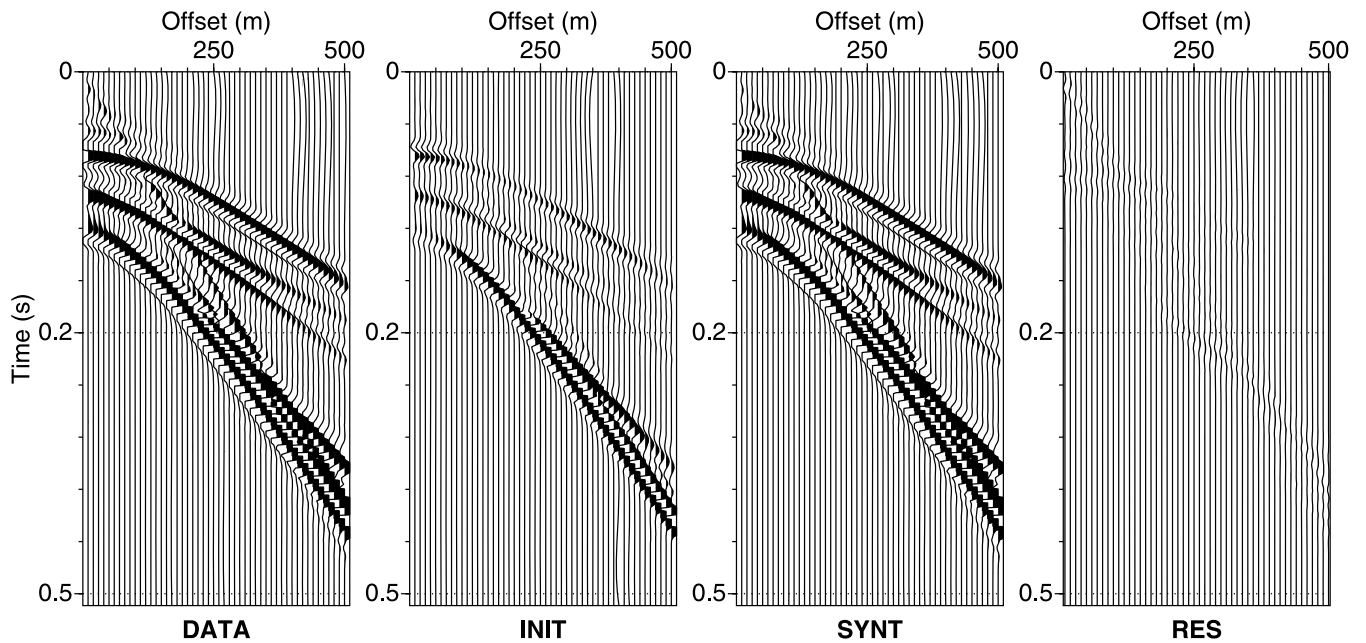 Offset (m) Offset (m) Offset (m) Offset (m)
250 500 250 500 250 500 250 500
0 0 0 0
Time (s)
0.2 0.2 0.2 0.2
0.5 0.5 0.5 0.5
DATA INIT SYNT RES